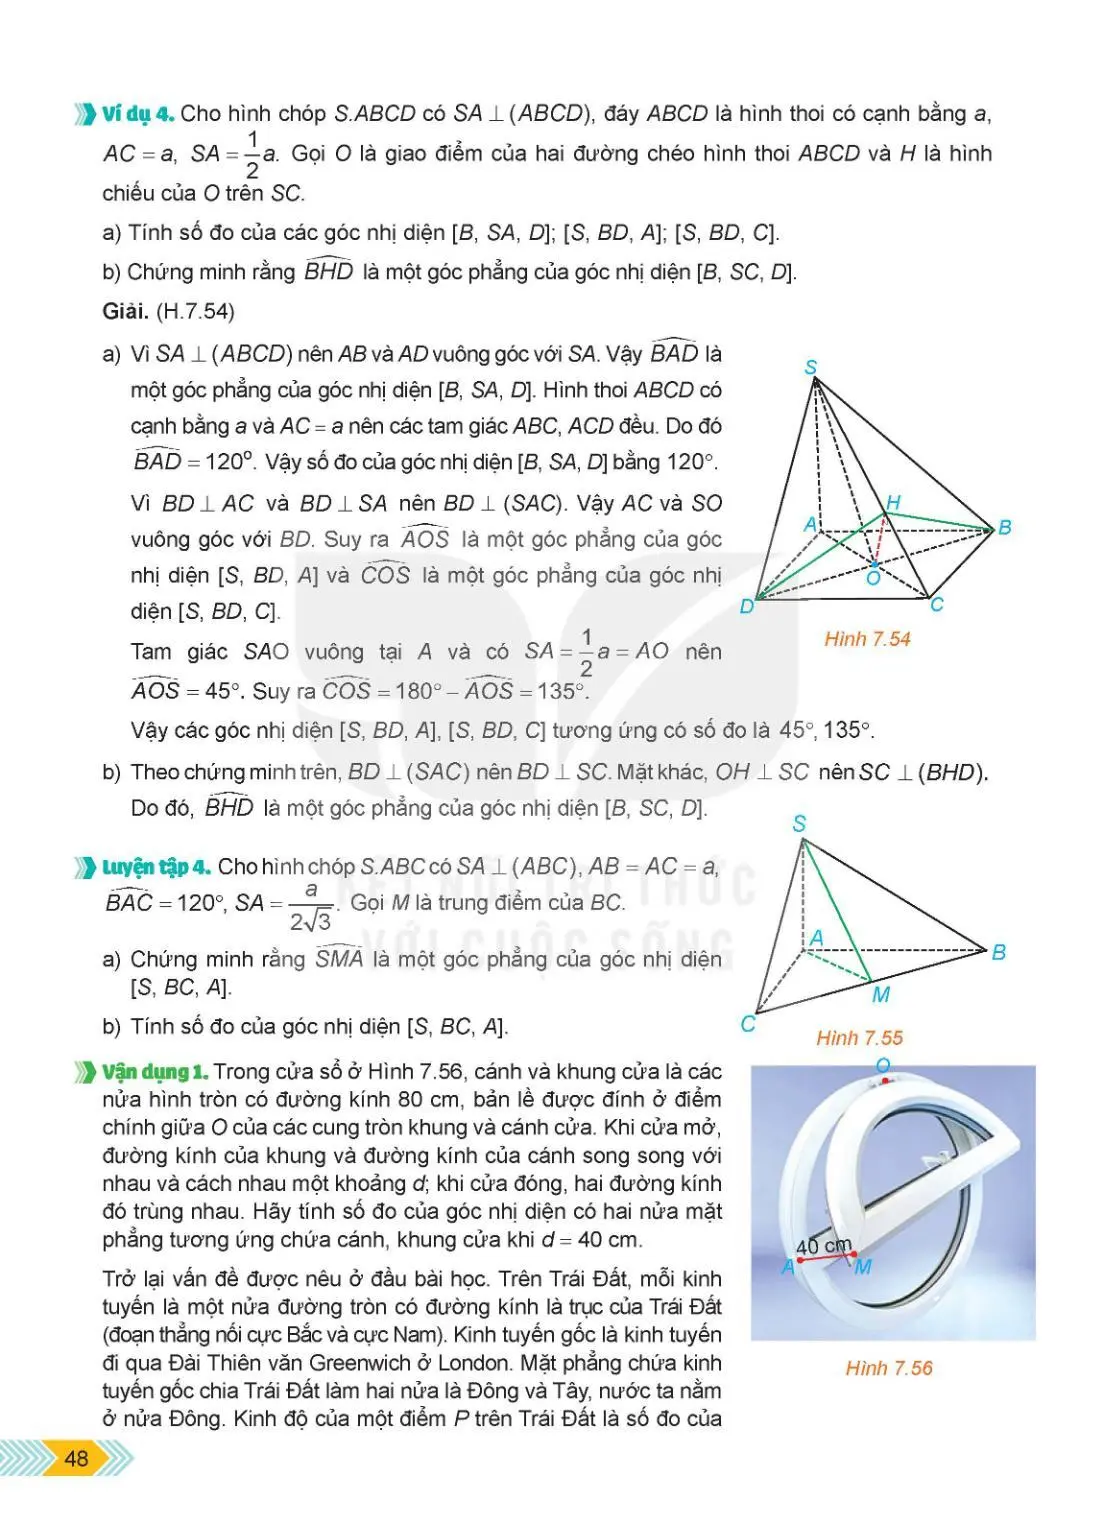 Ví dụ 4. Cho hình chóp S.ABCD có SA ⊥ (ABCD), đáy ABCD là hình thoi có cạnh bằng a,
AC = a, SA = 1/2 a. Gọi O là giao điểm của hai đường chéo hình thoi ABCD và H là hình
chiếu của O trên SC.
a) Tính số đo của các góc nhị diện [B, SA, D]; [S, BD, A]; [S, BD, C].
b) Chứng minh rằng \widehat{BHD} là một góc phẳng của góc nhị diện [B, SC, D].
Giải. (H.7.54)
a) Vì SA ⊥ (ABCD) nên AB và AD vuông góc với SA. Vậy \widehat{BAD} là
một góc phẳng của góc nhị diện [B, SA, D]. Hình thoi ABCD có
cạnh bằng a và AC = a nên các tam giác ABC, ACD đều. Do đó
\widehat{BAD} = 120°. Vậy số đo của góc nhị diện [B, SA, D] bằng 120°.
Vì BD ⊥ AC và BD ⊥ SA nên BD ⊥ (SAC). Vậy AC và SO
vuông góc với BD. Suy ra \widehat{AOS} là một góc phẳng của góc
nhị diện [S, BD, A] và \widehat{COS} là một góc phẳng của góc nhị
diện [S, BD, C].
Tam giác SAO vuông tại A và có SA = 1/2 a = AO nên
\widehat{AOS} = 45°. Suy ra \widehat{COS} = 180° – \widehat{AOS} = 135°.
S
H
A
B
O
D
C
Hình 7.54
Vậy các góc nhị diện [S, BD, A], [S, BD, C] tương ứng có số đo là 45°, 135°.
b) Theo chứng minh trên, BD ⊥ (SAC) nên BD ⊥ SC. Mặt khác, OH ⊥ SC nên SC ⊥ (BHD).
Do đó, \widehat{BHD} là một góc phẳng của góc nhị diện [B, SC, D].
Luyện tập 4. Cho hình chóp S.ABC có SA ⊥ (ABC), AB = AC = a,
\widehat{BAC} = 120°, SA = a/(2√3). Gọi M là trung điểm của BC.
a) Chứng minh rằng \widehat{SMA} là một góc phẳng của góc nhị diện
[S, BC, A].
b) Tính số đo của góc nhị diện [S, BC, A].
S
A
B
M
C
Hình 7.55
KẾT NỐI TRI THỨC
VỚI CUỘC SỐNG
Vận dụng 1. Trong cửa sổ ở Hình 7.56, cánh và khung cửa là các
nửa hình tròn có đường kính 80 cm, bản lề được đính ở điểm
chính giữa O của các cung tròn khung và cánh cửa. Khi cửa mở,
đường kính của khung và đường kính của cánh song song với
nhau và cách nhau một khoảng d; khi cửa đóng, hai đường kính
đó trùng nhau. Hãy tính số đo của góc nhị diện có hai nửa mặt
phẳng tương ứng chứa cánh, khung cửa khi d = 40 cm.
O
40 cm
A
M
Hình 7.56
Trở lại vấn đề được nêu ở đầu bài học. Trên Trái Đất, mỗi kinh
tuyến là một nửa đường tròn có đường kính là trục của Trái Đất
(đoạn thẳng nối cực Bắc và cực Nam). Kinh tuyến gốc là kinh tuyến
đi qua Đài Thiên văn Greenwich ở London. Mặt phẳng chứa kinh
tuyến gốc chia Trái Đất làm hai nửa là Đông và Tây, nước ta nằm
ở nửa Đông. Kinh độ của một điểm P trên Trái Đất là số đo của
48